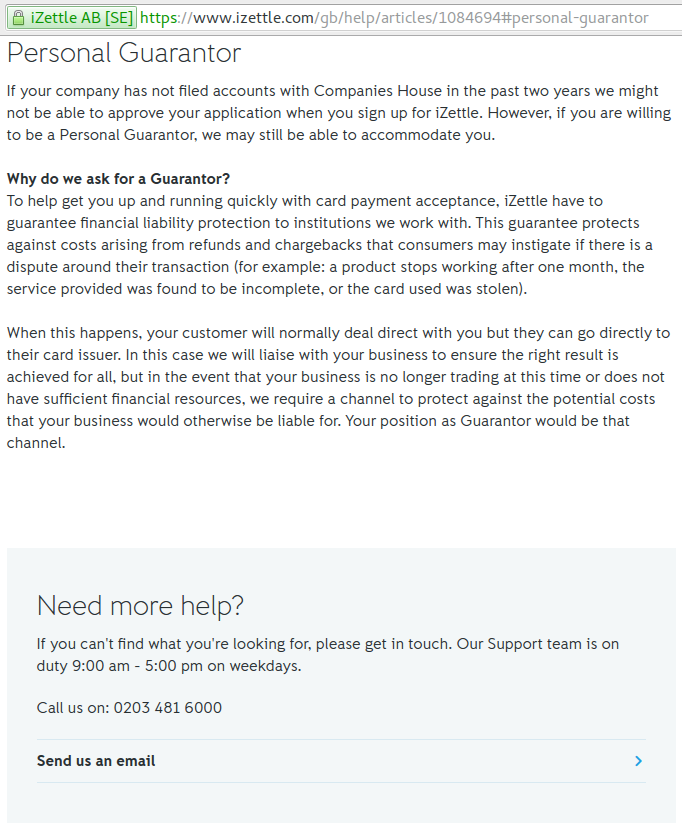 iZettle AB [SE] https://www.izettle.com/gb/help/articles/1084694#personal-guarantor
Personal Guarantor
If your company has not filed accounts with Companies House in the past two years we might
not be able to approve your application when you sign up for iZettle. However, if you are willing
to be a Personal Guarantor, we may still be able to accommodate you.
Why do we ask for a Guarantor?
To help get you up and running quickly with card payment acceptance, iZettle have to
guarantee financial liability protection to institutions we work with. This guarantee protects
against costs arising from refunds and chargebacks that consumers may instigate if there is a
dispute around their transaction (for example: a product stops working after one month, the
service provided was found to be incomplete, or the card used was stolen).
When this happens, your customer will normally deal direct with you but they can go directly to
their card issuer. In this case we will liaise with your business to ensure the right result is
achieved for all, but in the event that your business is no longer trading at this time or does not
have sufficient financial resources, we require a channel to protect against the potential costs
that your business would otherwise be liable for. Your position as Guarantor would be that
channel.
Need more help?
If you can't find what you're looking for, please get in touch. Our Support team is on
duty 9:00 am - 5:00 pm on weekdays.
Call us on: 0203 481 6000
Send us an email